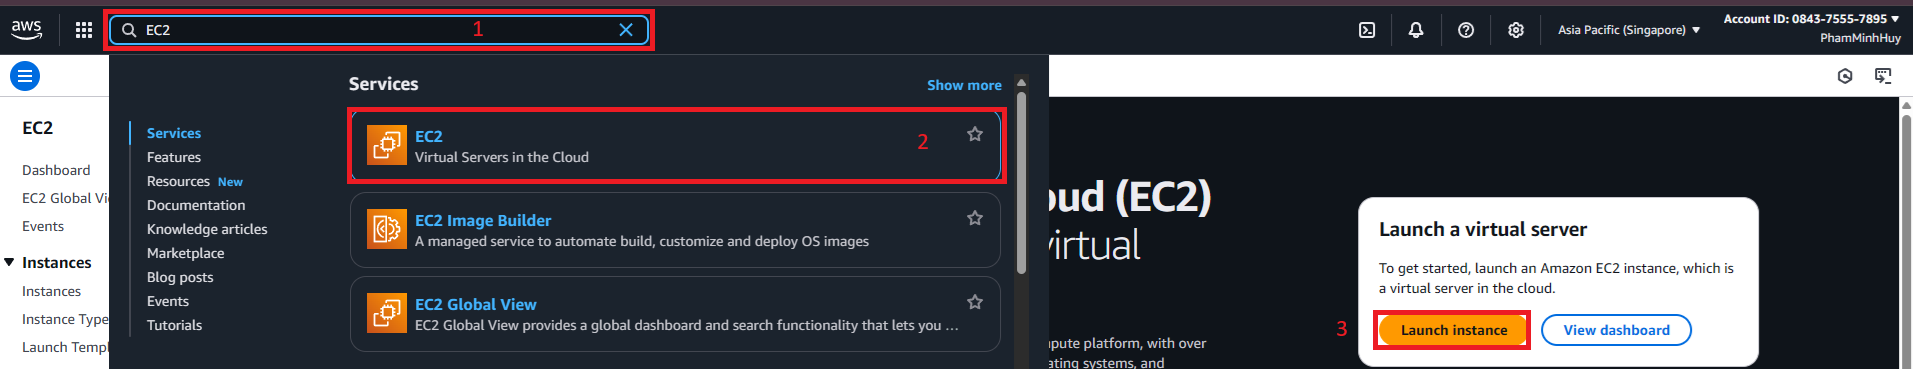 aws
EC2
1
Asia Pacific (Singapore)
Account ID: 0843-7555-7895
PhamMinhHuy
EC2
Dashboard
EC2 Global Vi
Events
Instances
Instances
Instance Type
Launch Templ
Services
Features
Resources New
Documentation
Knowledge articles
Marketplace
Blog posts
Events
Tutorials
Services
Show more
EC2
Virtual Servers in the Cloud
2
EC2 Image Builder
A managed service to automate build, customize and deploy OS images
EC2 Global View
EC2 Global View provides a global dashboard and search functionality that lets you ...
oud (EC2)
virtual
npute platform, with over
ating systems, and
Launch a virtual server
To get started, launch an Amazon EC2 instance, which is
a virtual server in the cloud.
3
Launch instance
View dashboard